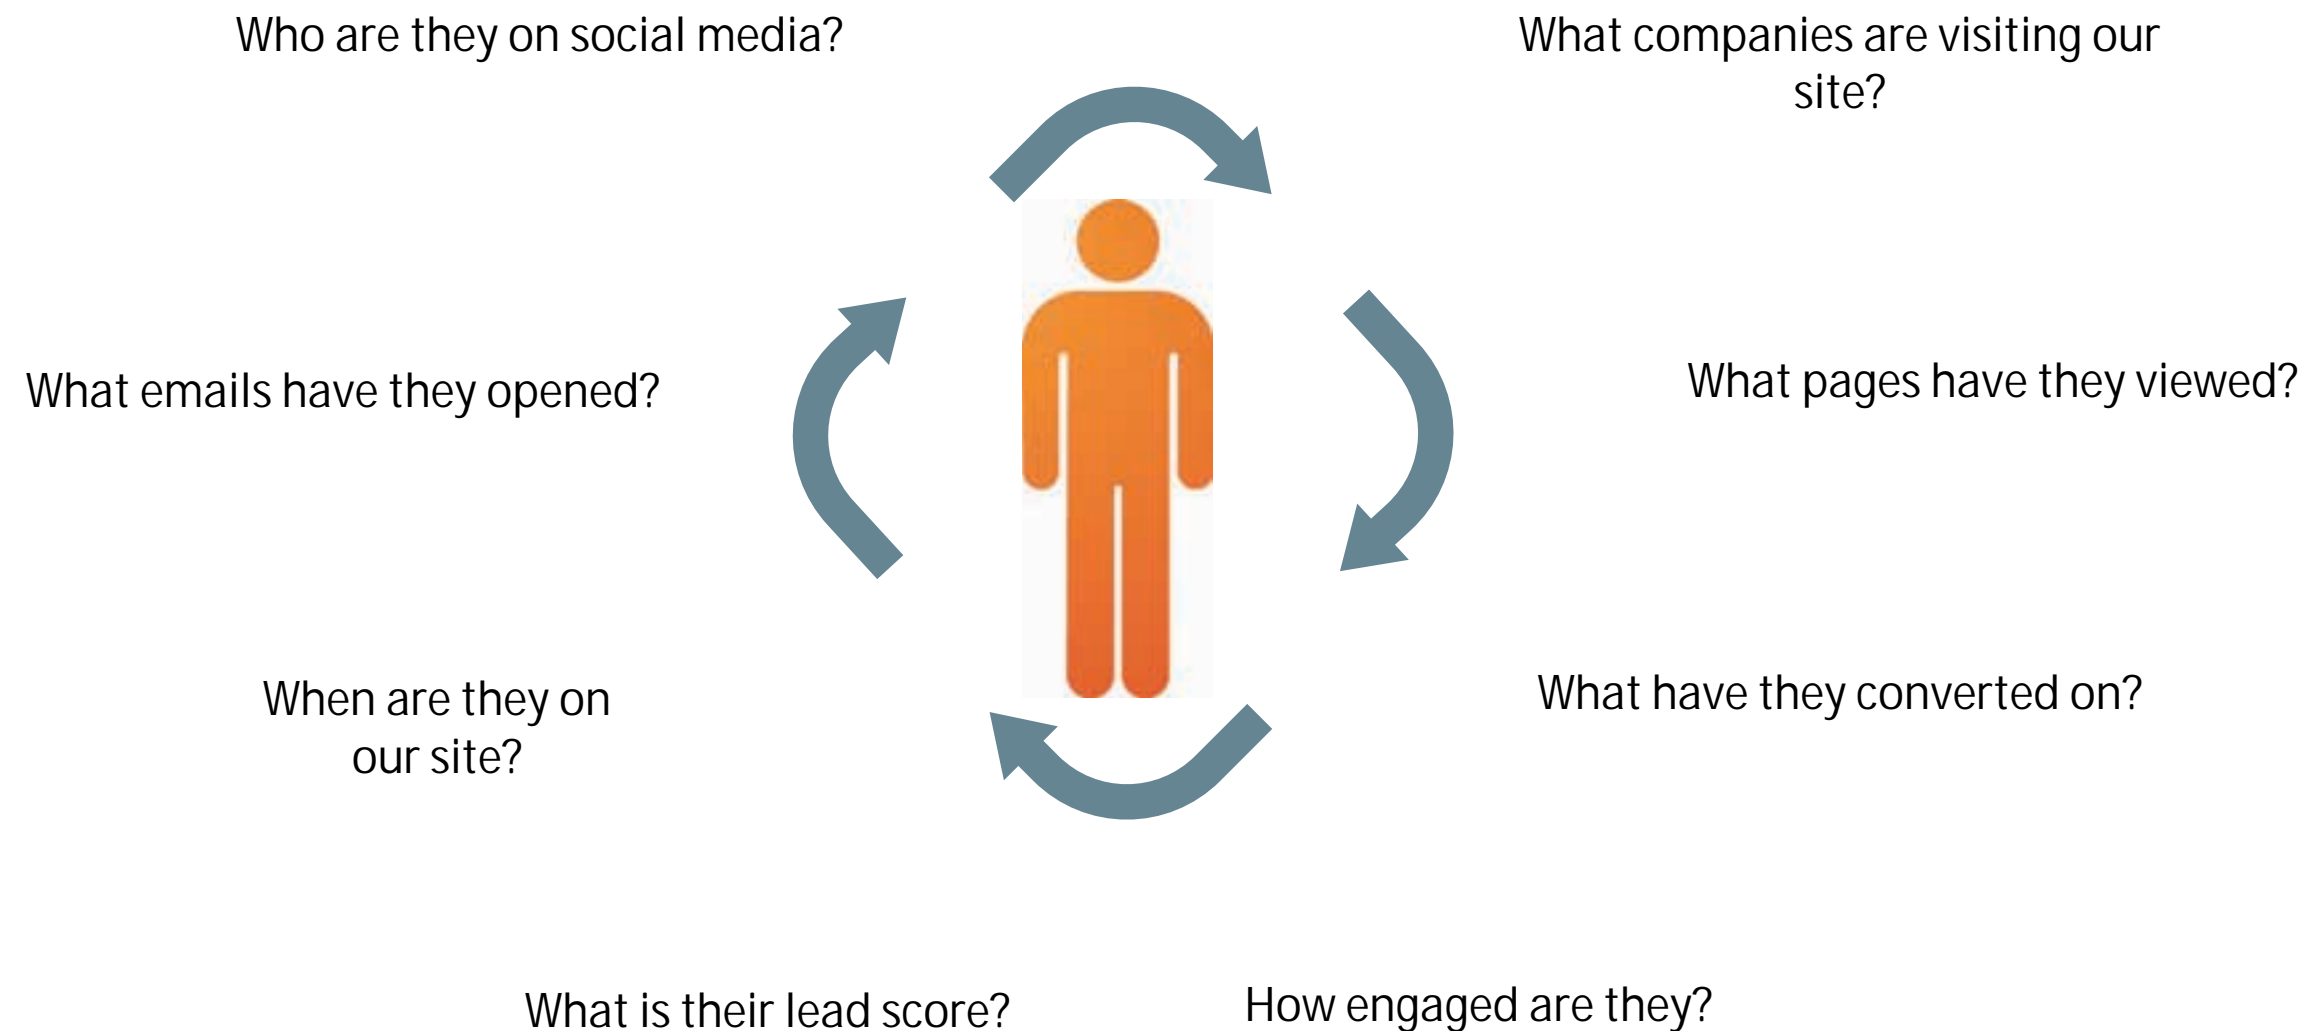 Who are they on social media?
What companies are visiting our
site?
What emails have they opened?
What pages have they viewed?
When are they on
our site?
What have they converted on?
What is their lead score?
How engaged are they?